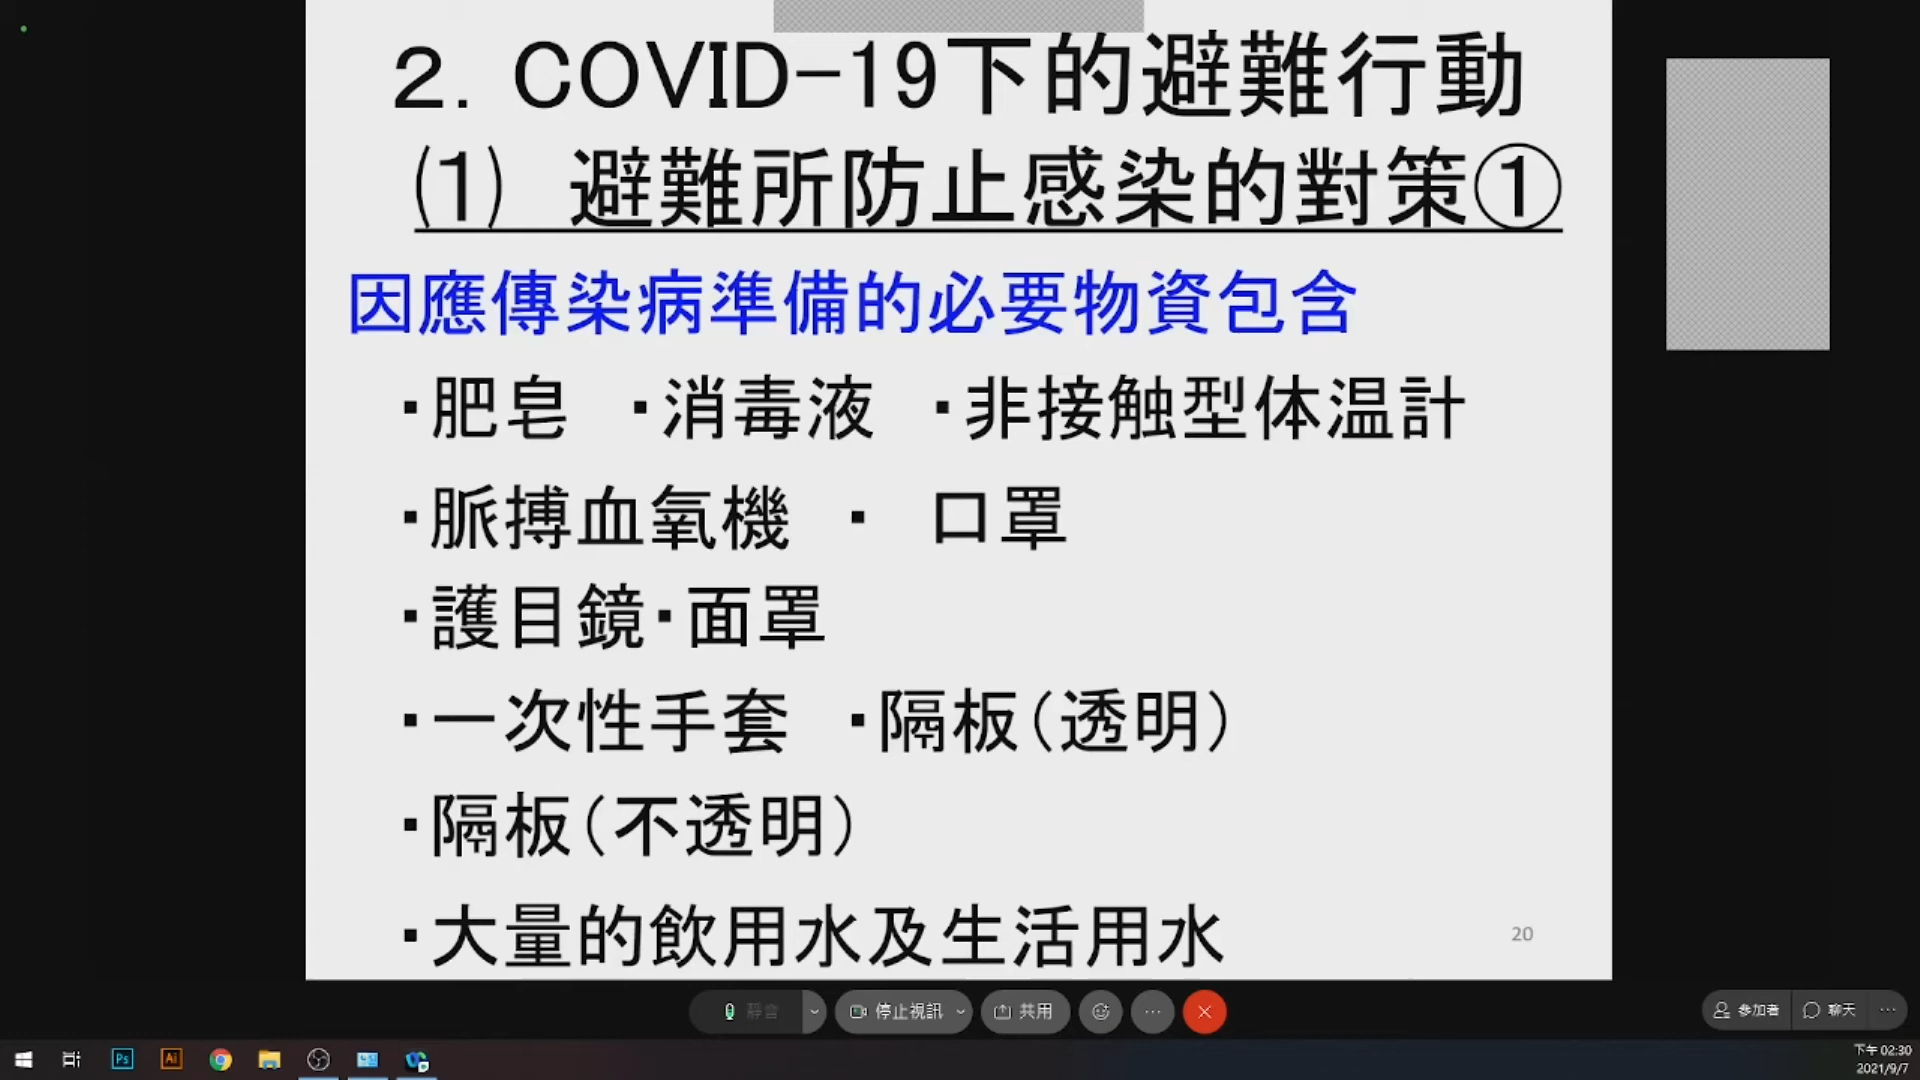 ２．COVID-19下的避難行動
⑴ 避難所防止感染的對策①
因應傳染病準備的必要物資包含
・肥皂 ・消毒液 ・非接触型体温計
・脈搏血氧機 ・ 口罩
・護目鏡・面罩
・一次性手套 ・隔板（透明）
・隔板（不透明）
・大量的飲用水及生活用水
20
靜音 停止視訊 共用 參加者 聊天
Ps Ai
下午 02:30
2021/9/7